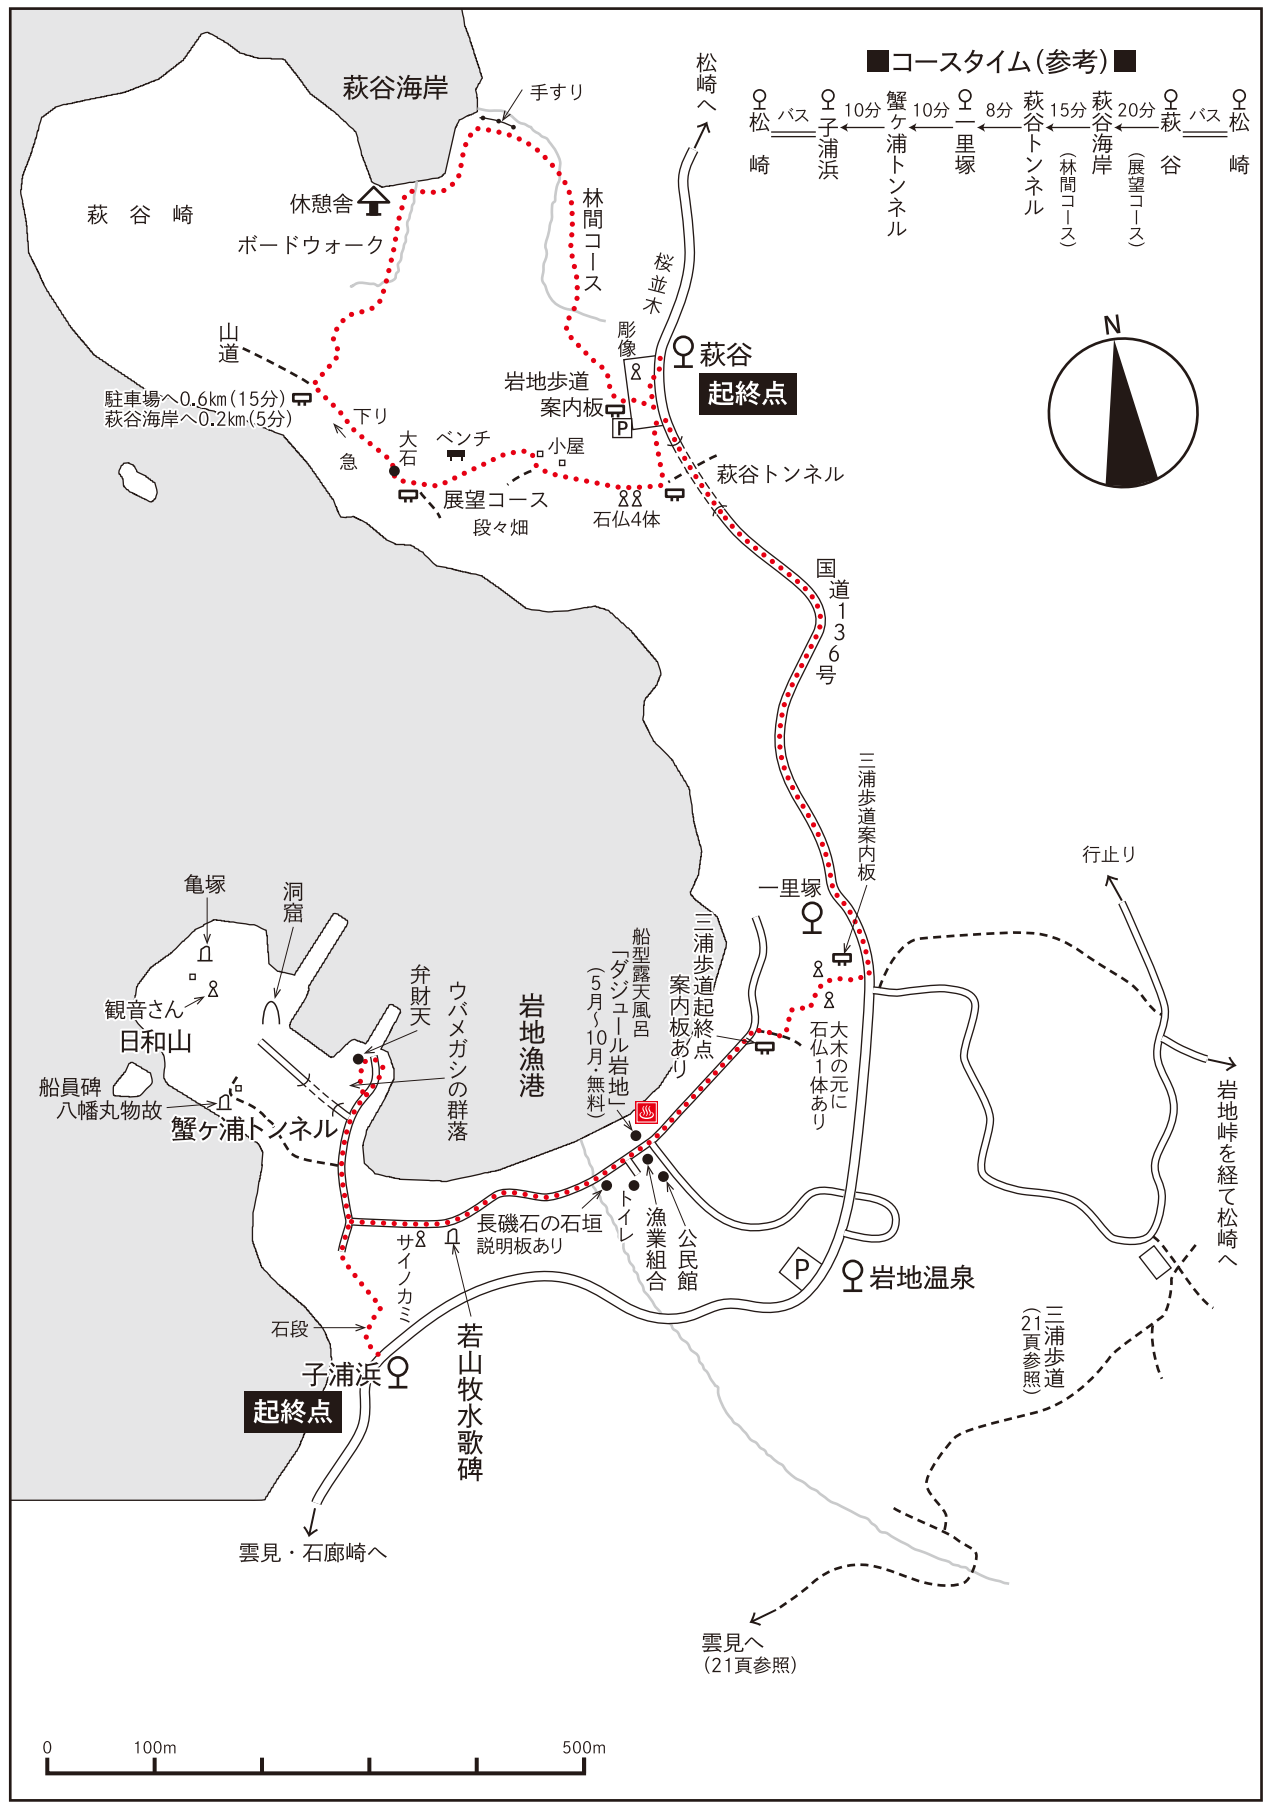 ■コースタイム(参考)■
松崎
バス
子浦浜
10分
蟹ヶ浦トンネル
10分
一里塚
8分
萩谷トンネル
15分
(林間コース)
萩谷海岸
20分
(展望コース)
萩谷
バス
松崎
松崎へ
萩谷海岸
手すり
休憩舎
萩谷崎
ボードウォーク
林間コース
桜並木
N
山道
彫像
萩谷
起終点
岩地歩道
案内板
P
駐車場へ0.6km(15分)
萩谷海岸へ0.2km(5分)
下り
急
大石
ベンチ
小屋
展望コース
段々畑
石仏4体
萩谷トンネル
国道136号
三浦歩道案内板
一里塚
行止り
亀塚
洞窟
弁財天
ウバメガシの群落
岩地漁港
船型露天風呂
「ダジュール岩地」
(5月〜10月・無料)
三浦歩道起終点
案内板あり
大木の元に
石仏1体あり
観音さん
日和山
船員碑
八幡丸物故
蟹ヶ浦トンネル
岩地峠を経て松崎へ
長磯石の石垣
説明板あり
トイレ
漁業組合
公民館
サイノカミ
P
岩地温泉
石段
若山牧水歌碑
三浦歩道
(21頁参照)
子浦浜
起終点
雲見・石廊崎へ
雲見へ
(21頁参照)
0
100m
500m